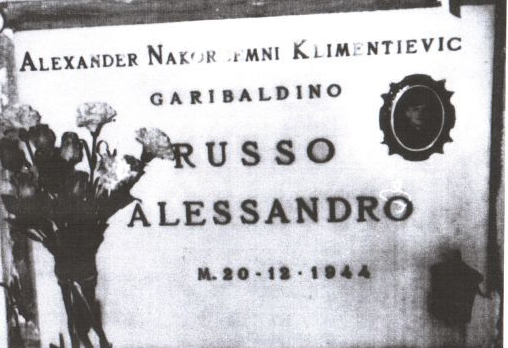 ALEXANDER KLIMENTIEVIC
GARIBALDINO
RUSSO
ALESSANDRO
M. 20-12-1944